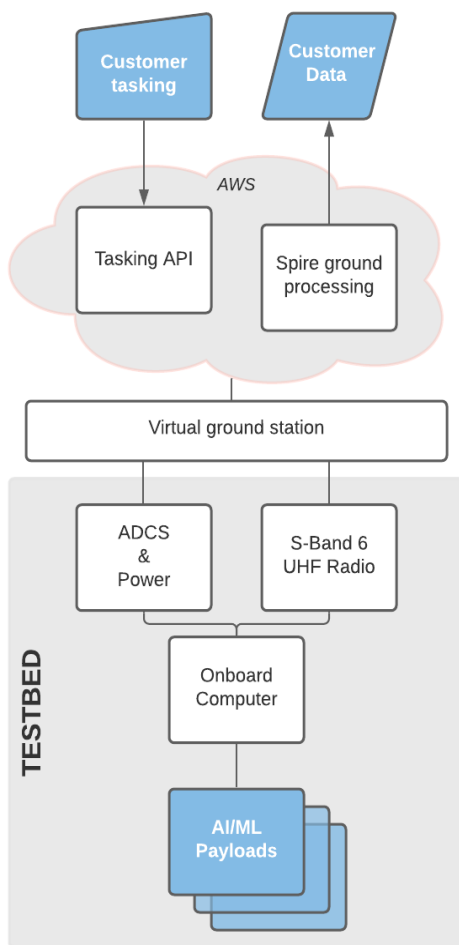 Customer
tasking
Customer
Data
AWS
Tasking API
Spire ground
processing
Virtual ground station
ADCS
&
Power
S-Band 6
UHF Radio
Onboard
Computer
TESTBED
AI/ML
Payloads